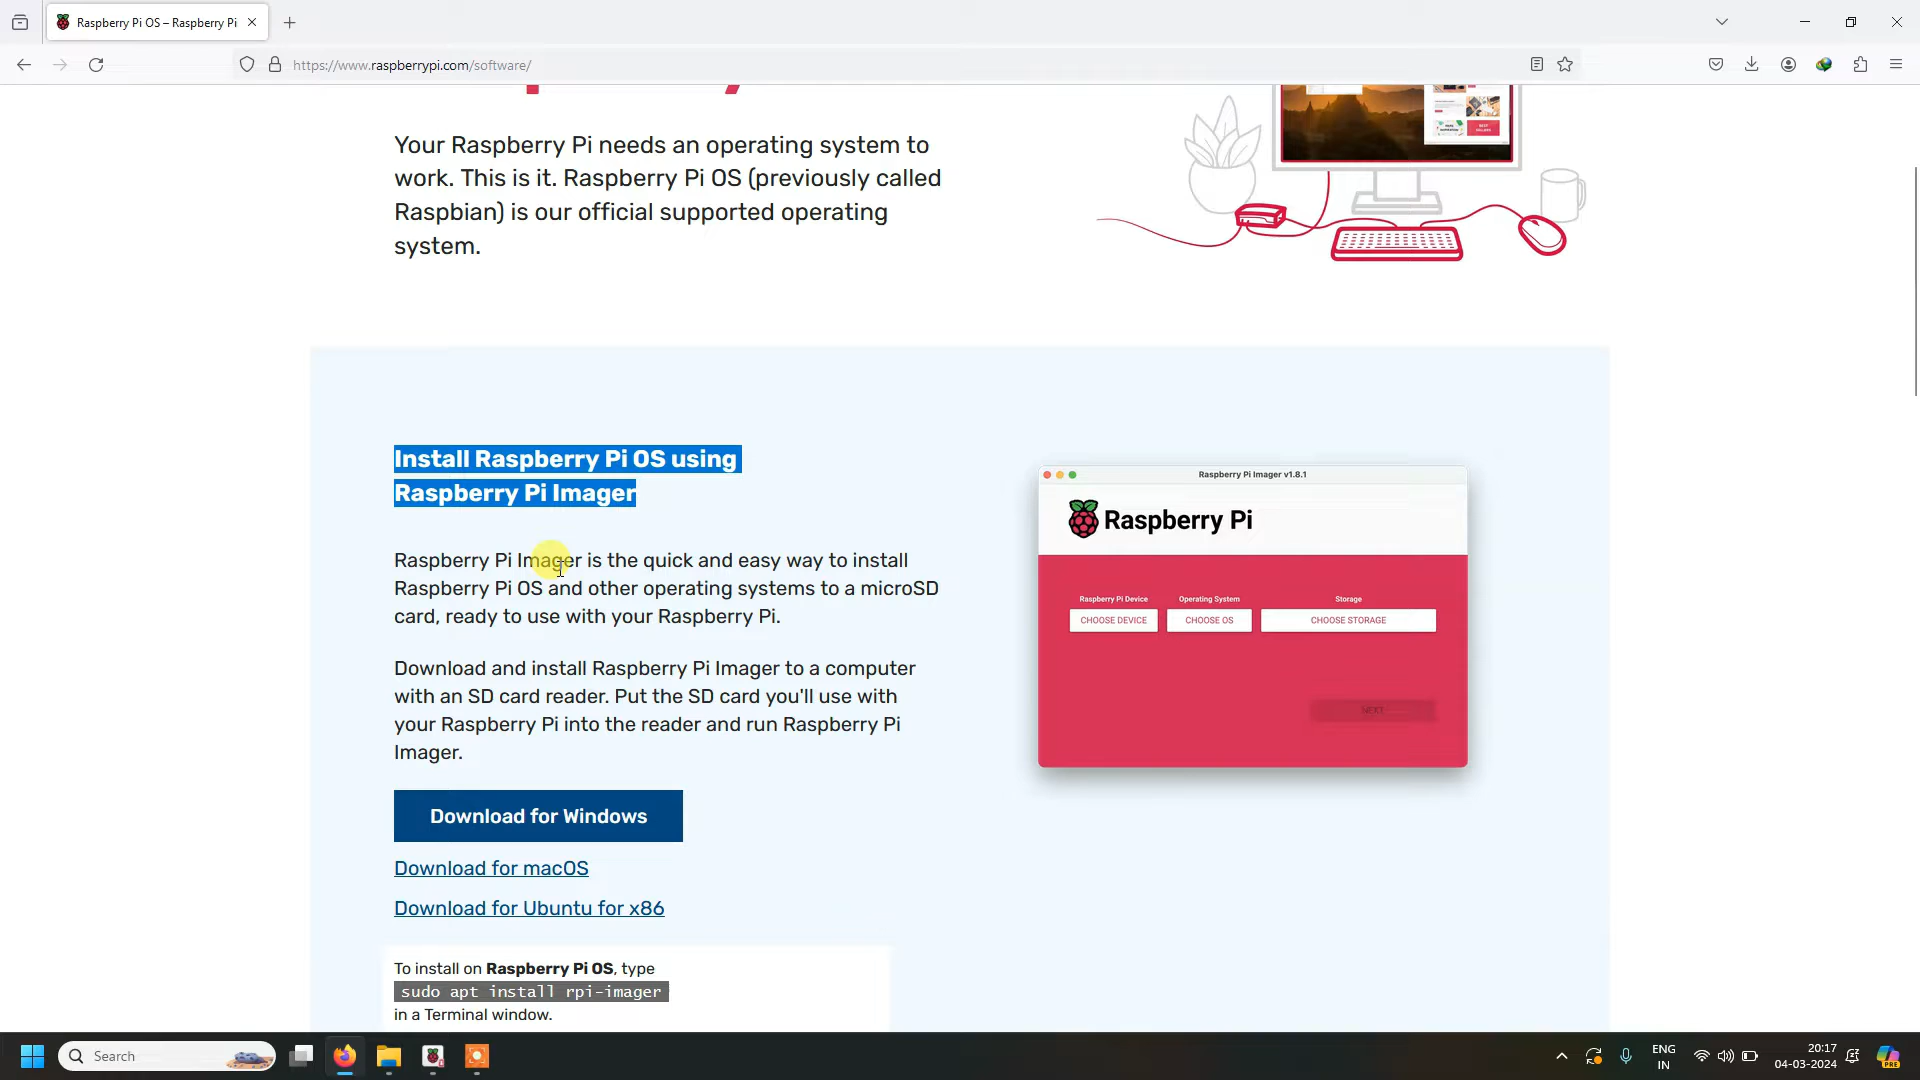 Raspberry Pi OS – Raspberry Pi
https://www.raspberrypi.com/software/
Your Raspberry Pi needs an operating system to
work. This is it. Raspberry Pi OS (previously called
Raspbian) is our official supported operating
system.
Install Raspberry Pi OS using
Raspberry Pi Imager
Raspberry Pi Imager is the quick and easy way to install
Raspberry Pi OS and other operating systems to a microSD
card, ready to use with your Raspberry Pi.
Download and install Raspberry Pi Imager to a computer
with an SD card reader. Put the SD card you'll use with
your Raspberry Pi into the reader and run Raspberry Pi
Imager.
Download for Windows
Download for macOS
Download for Ubuntu for x86
To install on Raspberry Pi OS, type
sudo apt install rpi-imager
in a Terminal window.
Raspberry Pi Imager v1.8.1
Raspberry Pi
Raspberry Pi Device Operating System Storage
CHOOSE DEVICE CHOOSE OS CHOOSE STORAGE
NEXT
Search
ENG
IN
20:17
04-03-2024
PRE